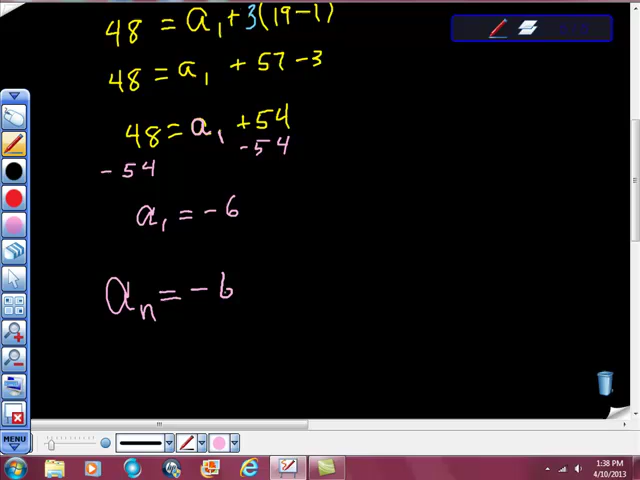 48 = a₁ + 3(19-1)
48 = a₁ + 57 -3
48 = a₁ +54
-54 -54
a₁ = -6
aₙ = -6
MENU
1:38 PM
4/10/2013